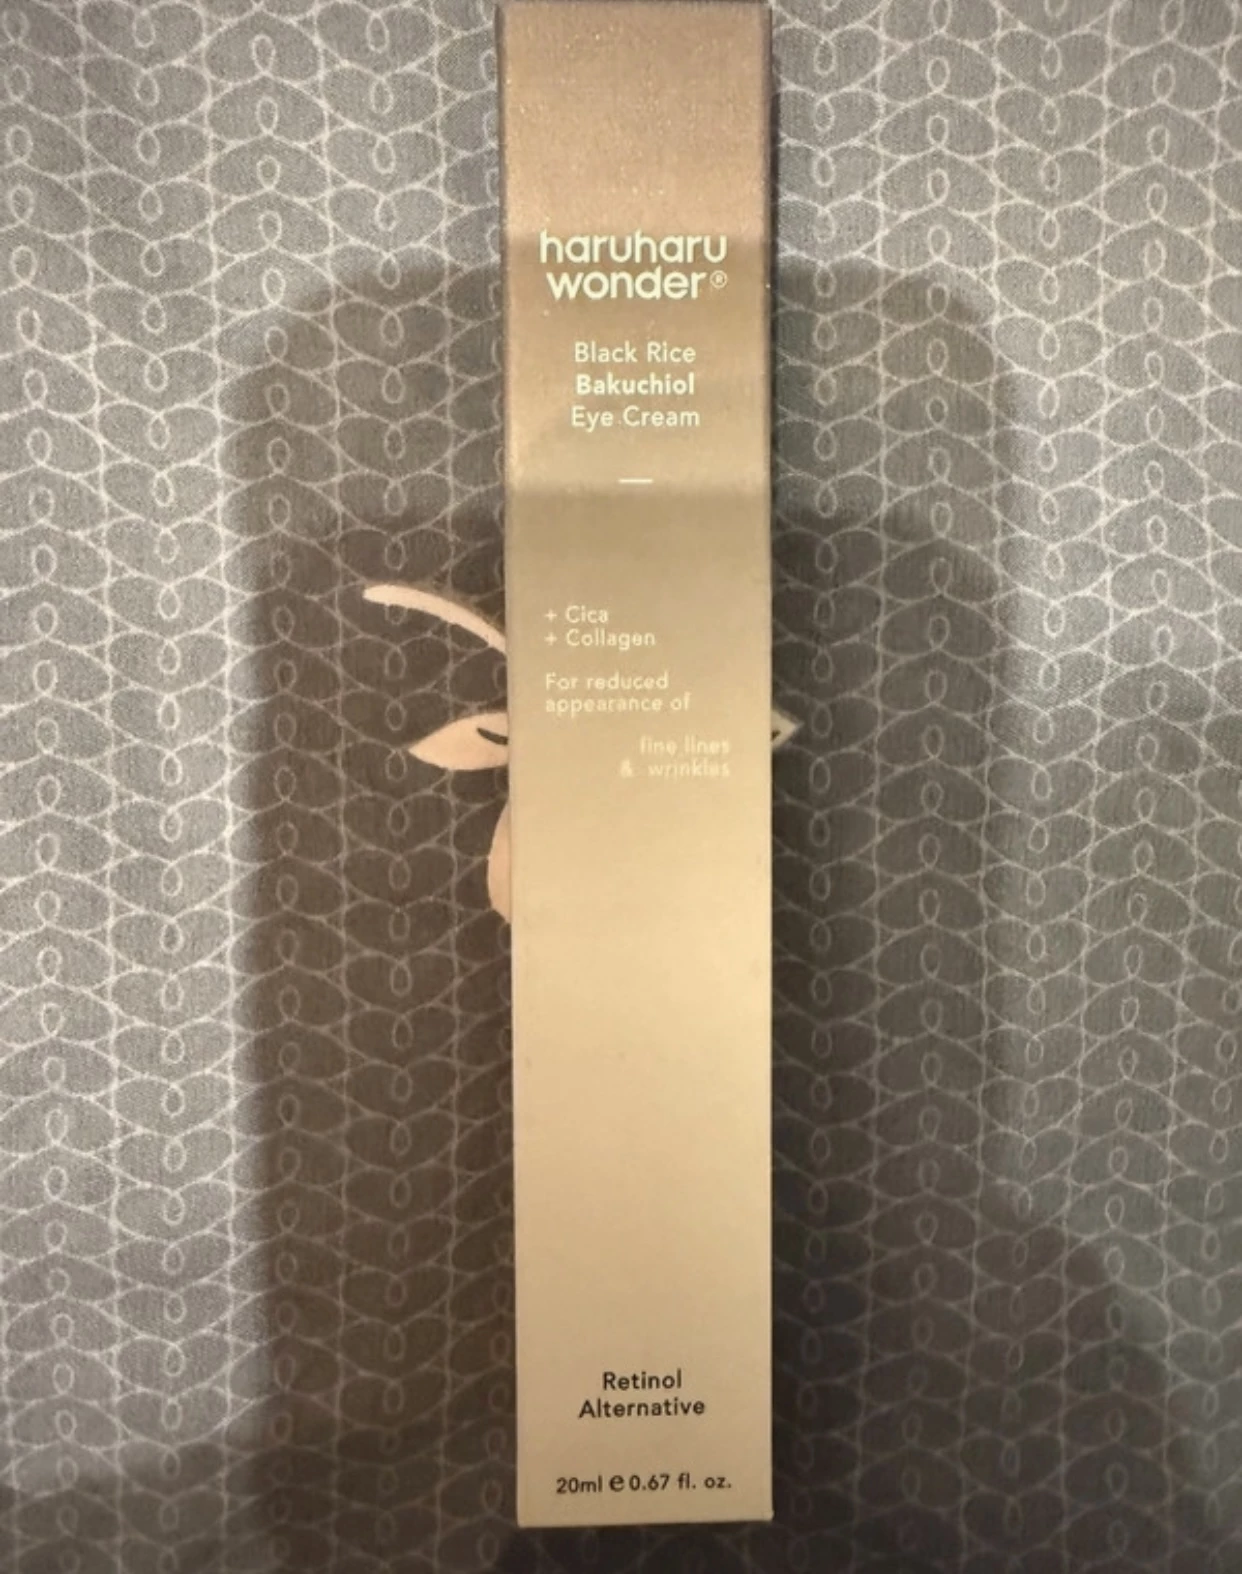 haruharu
wonder®
Black Rice
Bakuchiol
Eye Cream
+ Cica
+ Collagen
For reduced
appearance of
fine lines
& wrinkles
Retinol
Alternative
20ml ℮ 0.67 fl. oz.